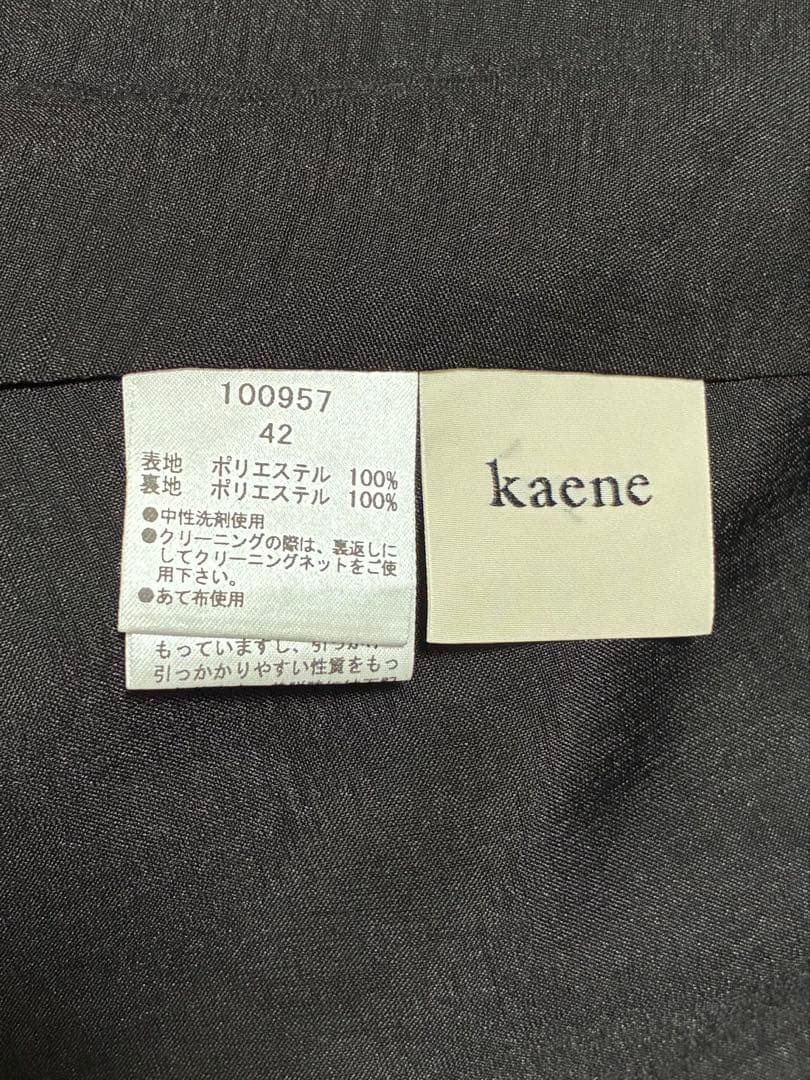 100957
42
表地 ポリエステル 100%
裏地 ポリエステル 100%
●中性洗剤使用
●クリーニングの際は、裏返しに
してクリーニングネットをご使
用下さい。
●あて布使用
もっていますし、引っかけ
引っかかりやすい性質をもっ
kaene